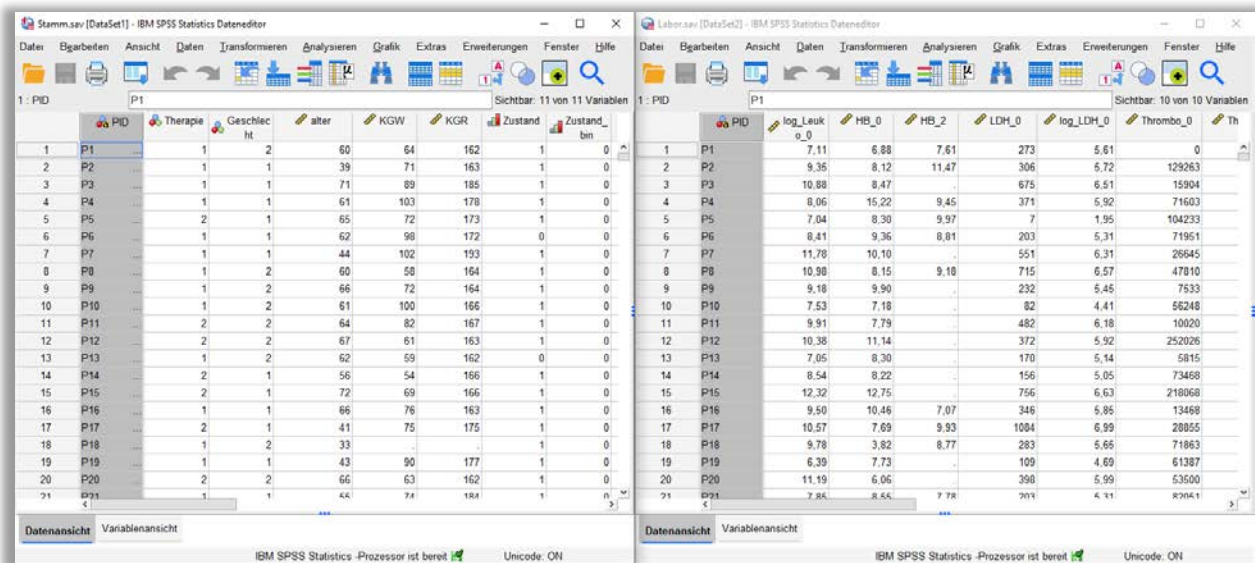 Stamm.sav [DataSet1] - IBM SPSS Statistics Dateneditor
Datei Bearbeiten Ansicht Daten Transformieren Analysieren Grafik Extras Erweiterungen Fenster Hilfe
1 : PID P1 Sichtbar: 11 von 11 Variablen
PID Therapie Geschlecht alter KGW KGR Zustand Zustand_bin
1 P1 ... 1 2 60 64 162 1 0
2 P2 ... 1 1 39 71 163 1 0
3 P3 ... 1 1 71 89 185 1 0
4 P4 ... 1 1 61 103 178 1 0
5 P5 ... 2 1 65 72 173 1 0
6 P6 ... 1 1 62 98 172 0 0
7 P7 ... 1 1 44 102 193 1 0
8 P8 ... 1 2 60 58 164 1 0
9 P9 ... 1 2 66 72 164 1 0
10 P10 ... 1 2 61 100 166 1 0
11 P11 ... 2 2 64 82 167 1 0
12 P12 ... 2 2 67 61 163 1 0
13 P13 ... 1 2 62 59 162 0 0
14 P14 ... 2 1 56 54 166 1 0
15 P15 ... 2 1 72 69 166 1 0
16 P16 ... 1 1 66 76 163 1 0
17 P17 ... 2 1 41 75 175 1 0
18 P18 ... 1 2 33 . . 1 0
19 P19 ... 1 1 43 90 177 1 0
20 P20 ... 2 2 66 63 162 1 0
21 P21 1 1 55 74 184 1 0
Datenansicht Variablenansicht
IBM SPSS Statistics -Prozessor ist bereit Unicode: ON
Labor.sav [DataSet2] - IBM SPSS Statistics Dateneditor
Datei Bearbeiten Ansicht Daten Transformieren Analysieren Grafik Extras Erweiterungen Fenster Hilfe
1 : PID P1 Sichtbar: 10 von 10 Variablen
PID log_Leuko_0 HB_0 HB_2 LDH_0 log_LDH_0 Thrombo_0 Th
1 P1 7,11 6,88 7,61 273 5,61 0
2 P2 9,35 8,12 11,47 306 5,72 129263
3 P3 10,88 8,47 . 675 6,51 15904
4 P4 8,06 15,22 9,45 371 5,92 71603
5 P5 7,04 8,30 9,97 7 1,95 104233
6 P6 8,41 9,36 8,81 203 5,31 71951
7 P7 11,78 10,10 . 551 6,31 26645
8 P8 10,98 8,15 9,18 715 6,57 47810
9 P9 9,18 9,90 . 232 5,45 7533
10 P10 7,53 7,18 . 82 4,41 56248
11 P11 9,91 7,79 . 482 6,18 10020
12 P12 10,38 11,14 . 372 5,92 252026
13 P13 7,05 8,30 . 170 5,14 5815
14 P14 8,54 8,22 . 156 5,05 73468
15 P15 12,32 12,75 . 756 6,63 218068
16 P16 9,50 10,46 7,07 346 5,85 13468
17 P17 10,57 7,69 9,93 1084 6,99 28855
18 P18 9,78 3,82 8,77 283 5,65 71863
19 P19 6,39 7,73 . 109 4,69 61387
20 P20 11,19 6,06 . 398 5,99 53500
21 P21 7,85 8,55 7,78 203 5,31 82051
Datenansicht Variablenansicht
IBM SPSS Statistics -Prozessor ist bereit Unicode: ON